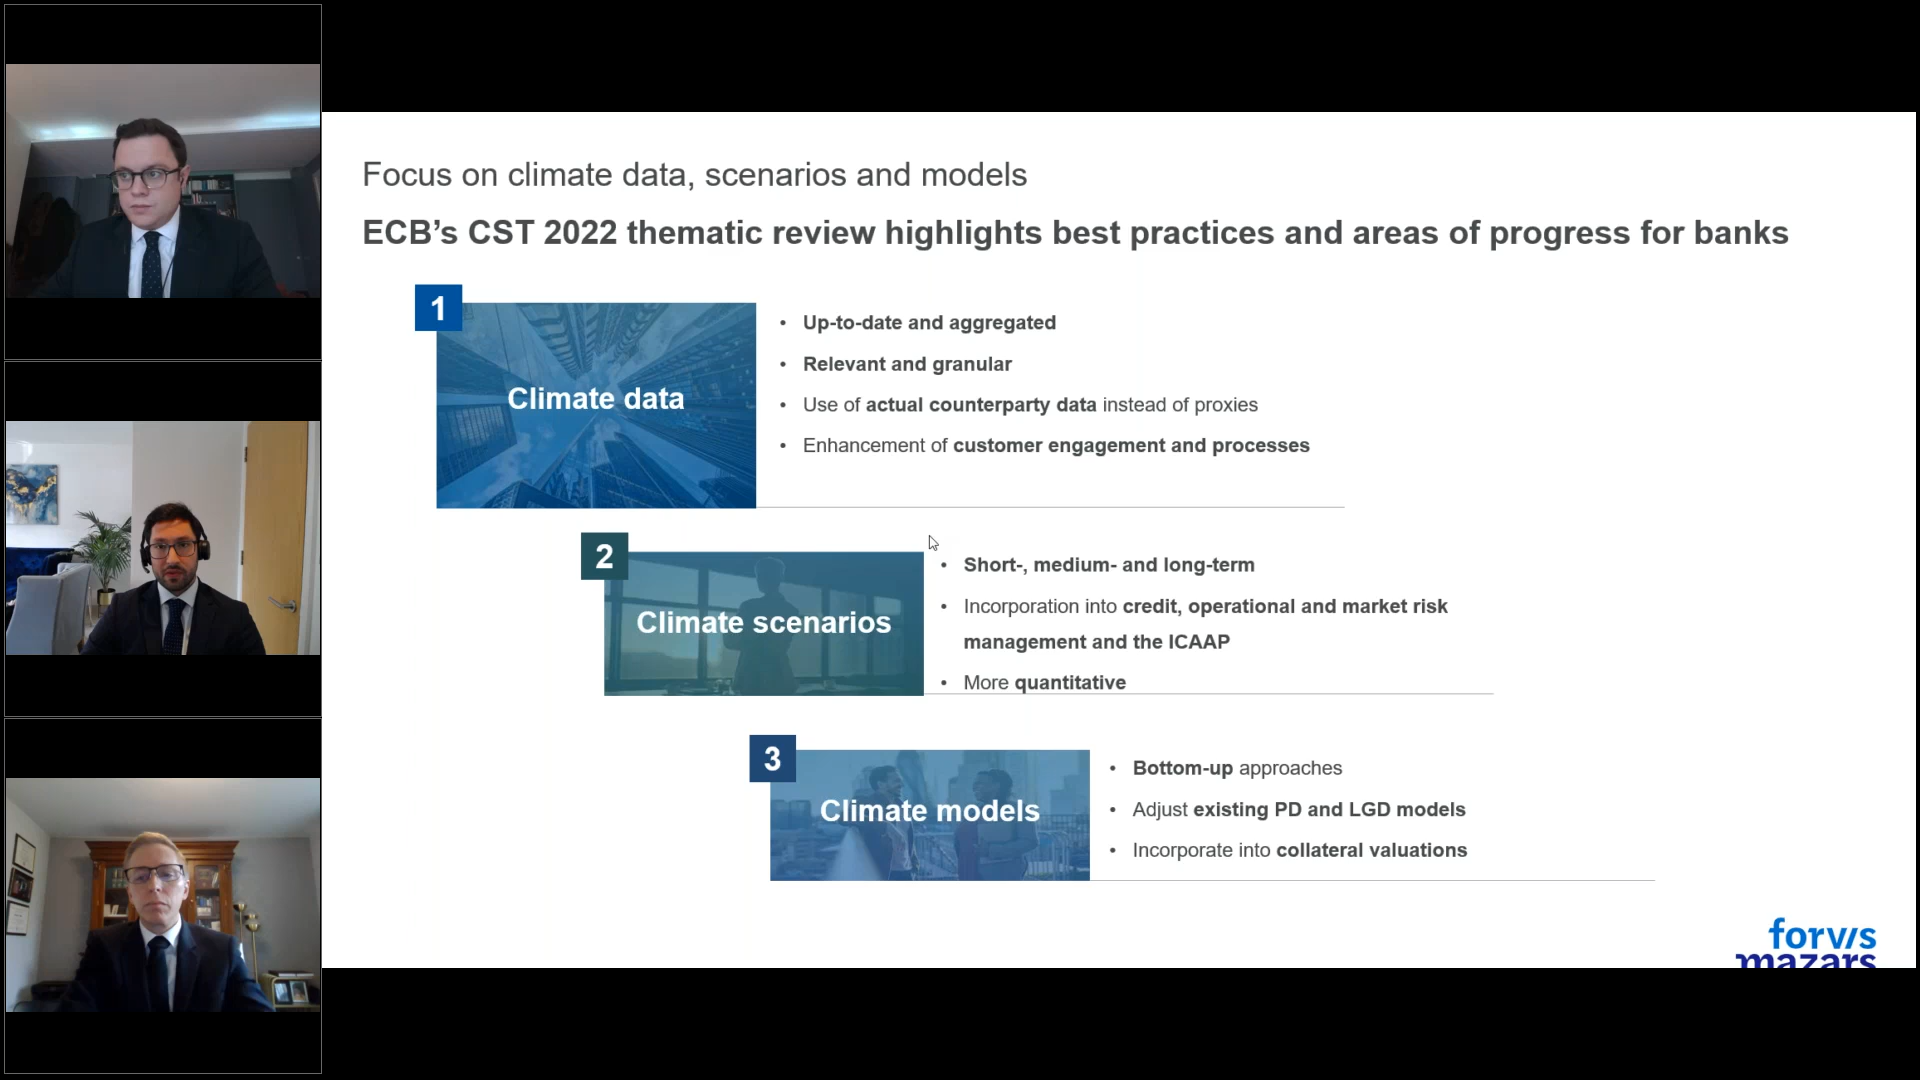 Focus on climate data, scenarios and models
ECB’s CST 2022 thematic review highlights best practices and areas of progress for banks
1
Climate data
• Up-to-date and aggregated
• Relevant and granular
• Use of actual counterparty data instead of proxies
• Enhancement of customer engagement and processes
2
Climate scenarios
• Short-, medium- and long-term
• Incorporation into credit, operational and market risk
management and the ICAAP
• More quantitative
3
Climate models
• Bottom-up approaches
• Adjust existing PD and LGD models
• Incorporate into collateral valuations
forvis
mazars